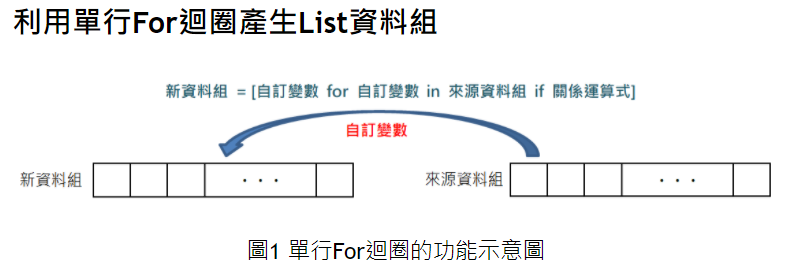 利用單行For迴圈產生List資料組
新資料組 = [自訂變數 for 自訂變數 in 來源資料組 if 關係運算式]
自訂變數
新資料組 ··· 來源資料組 ···
圖1 單行For迴圈的功能示意圖